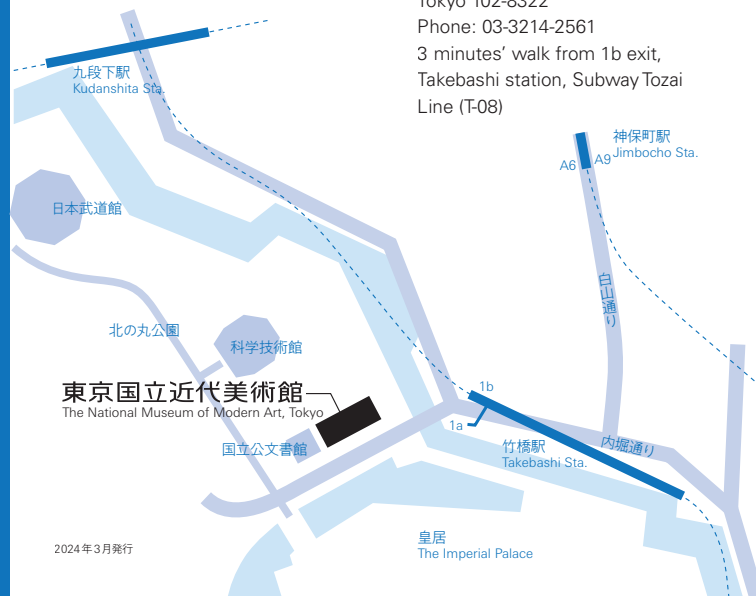 Tokyo 102-8322
Phone: 03-3214-2561
3 minutes’ walk from 1b exit,
Takebashi station, Subway Tozai
Line (T-08)
九段下駅
Kudanshita Sta.
神保町駅
Jimbocho Sta.
A6
A9
日本武道館
白山通り
北の丸公園
科学技術館
東京国立近代美術館
The National Museum of Modern Art, Tokyo
1b
1a
国立公文書館
竹橋駅
Takebashi Sta.
内堀通り
皇居
The Imperial Palace
2024年3月発行